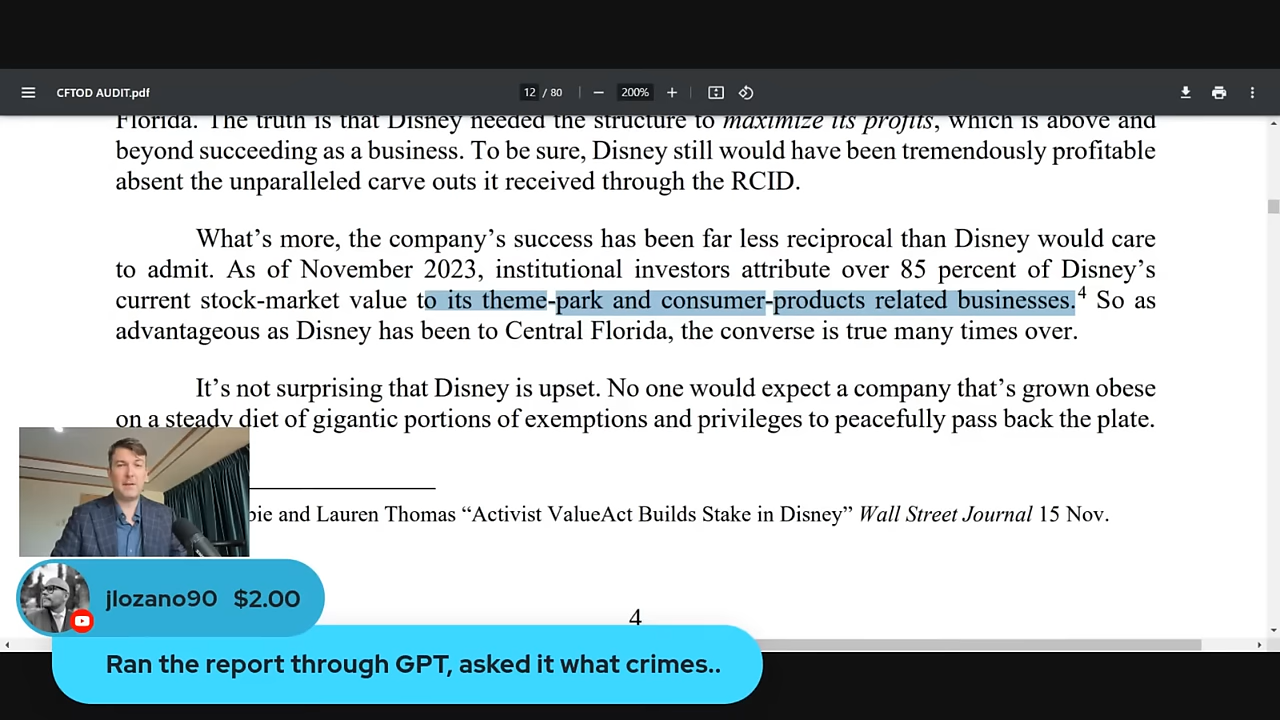 CFTOD AUDIT.pdf
12 / 80
200%
Florida. The truth is that Disney needed the structure to maximize its profits, which is above and
beyond succeeding as a business. To be sure, Disney still would have been tremendously profitable
absent the unparalleled carve outs it received through the RCID.
What’s more, the company’s success has been far less reciprocal than Disney would care
to admit. As of November 2023, institutional investors attribute over 85 percent of Disney’s
current stock-market value to its theme-park and consumer-products related businesses.4 So as
advantageous as Disney has been to Central Florida, the converse is true many times over.
It’s not surprising that Disney is upset. No one would expect a company that’s grown obese
on a steady diet of gigantic portions of exemptions and privileges to peacefully pass back the plate.
and Lauren Thomas “Activist ValueAct Builds Stake in Disney” Wall Street Journal 15 Nov.
4
jlozano90 $2.00
Ran the report through GPT, asked it what crimes..